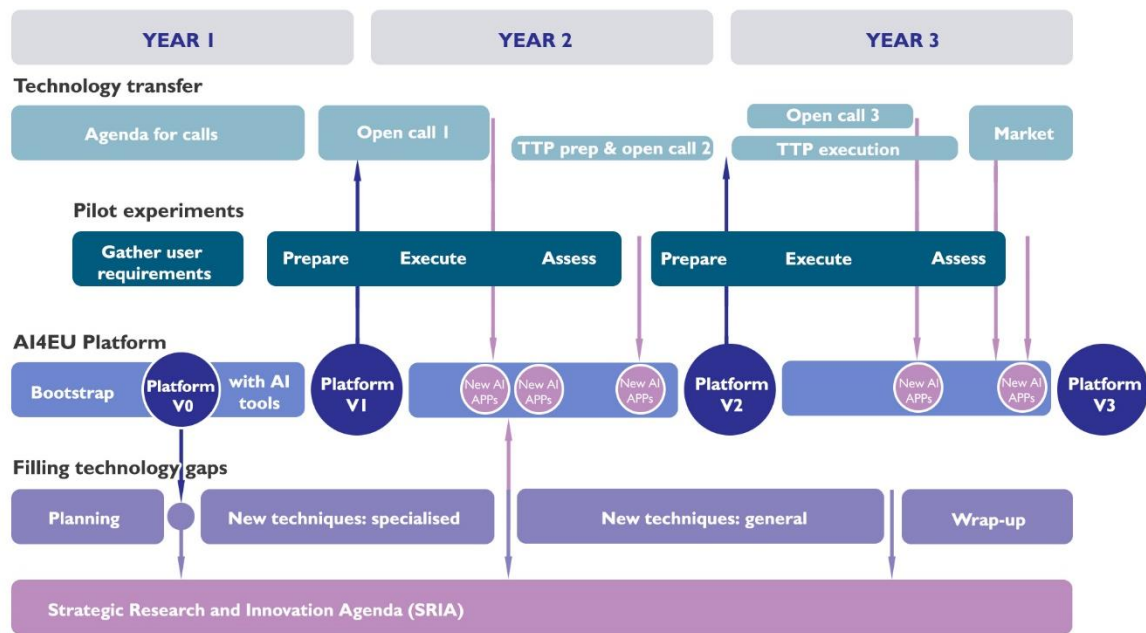 YEAR 1
YEAR 2
YEAR 3
Technology transfer
Agenda for calls
Open call 1
TTP prep & open call 2
Open call 3
TTP execution
Market
Pilot experiments
Gather user
requirements
Prepare
Execute
Assess
Prepare
Execute
Assess
AI4EU Platform
Bootstrap
Platform
V0
with AI
tools
Platform
V1
New AI
APPs
New AI
APPs
New AI
APPs
Platform
V2
New AI
APPs
New AI
APPs
Platform
V3
Filling technology gaps
Planning
New techniques: specialised
New techniques: general
Wrap-up
Strategic Research and Innovation Agenda (SRIA)